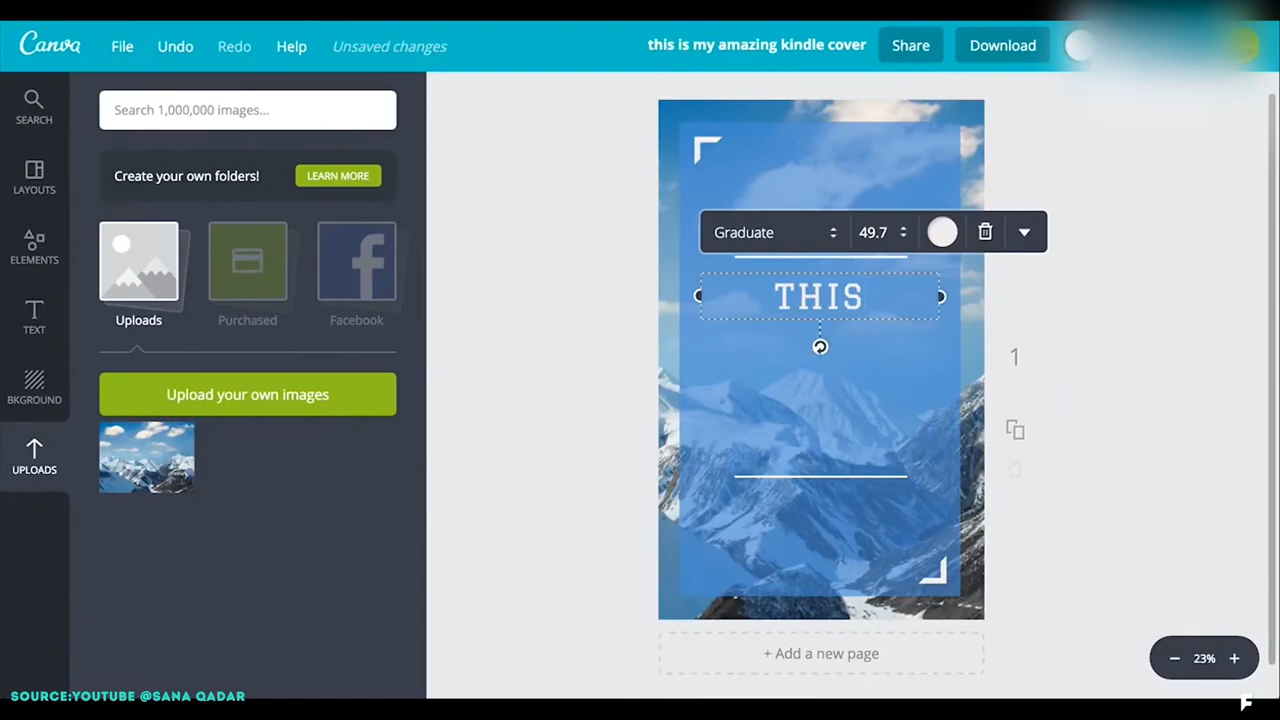 Canva File Undo Redo Help Unsaved changes this is my amazing kindle cover Share Download
SEARCH
LAYOUTS
ELEMENTS
TEXT
BKGROUND
UPLOADS
Search 1,000,000 images...
Create your own folders! LEARN MORE
Uploads Purchased Facebook
Upload your own images
Graduate 49.7
THIS
1
+ Add a new page
23%
SOURCE:YOUTUBE @SANA QADAR